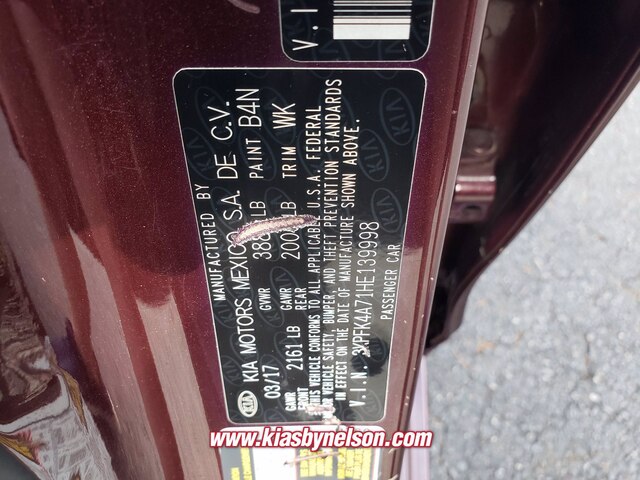 V.I
MANUFACTURED BY
KIA KIA MOTORS MEXICO S.A. DE C.V.
03/17 GVWR LB PAINT B4N
GAWR FRONT 2161 LB GAWR REAR LB TRIM WK
THIS VEHICLE CONFORMS TO ALL APPLICABLE U.S.A. FEDERAL
MOTOR VEHICLE SAFETY, BUMPER, AND THEFT PREVENTION STANDARDS
IN EFFECT ON THE DATE OF MANUFACTURE SHOWN ABOVE.
V.I.N. 3KPFK4A71HE139998
PASSENGER CAR
www.kiasbynelson.com